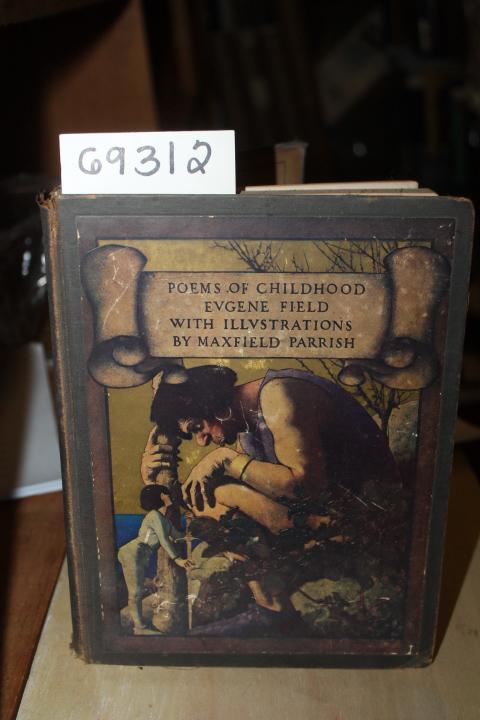 69312
POEMS OF CHILDHOOD
EVGENE FIELD
WITH ILLVSTRATIONS
BY MAXFIELD PARRISH